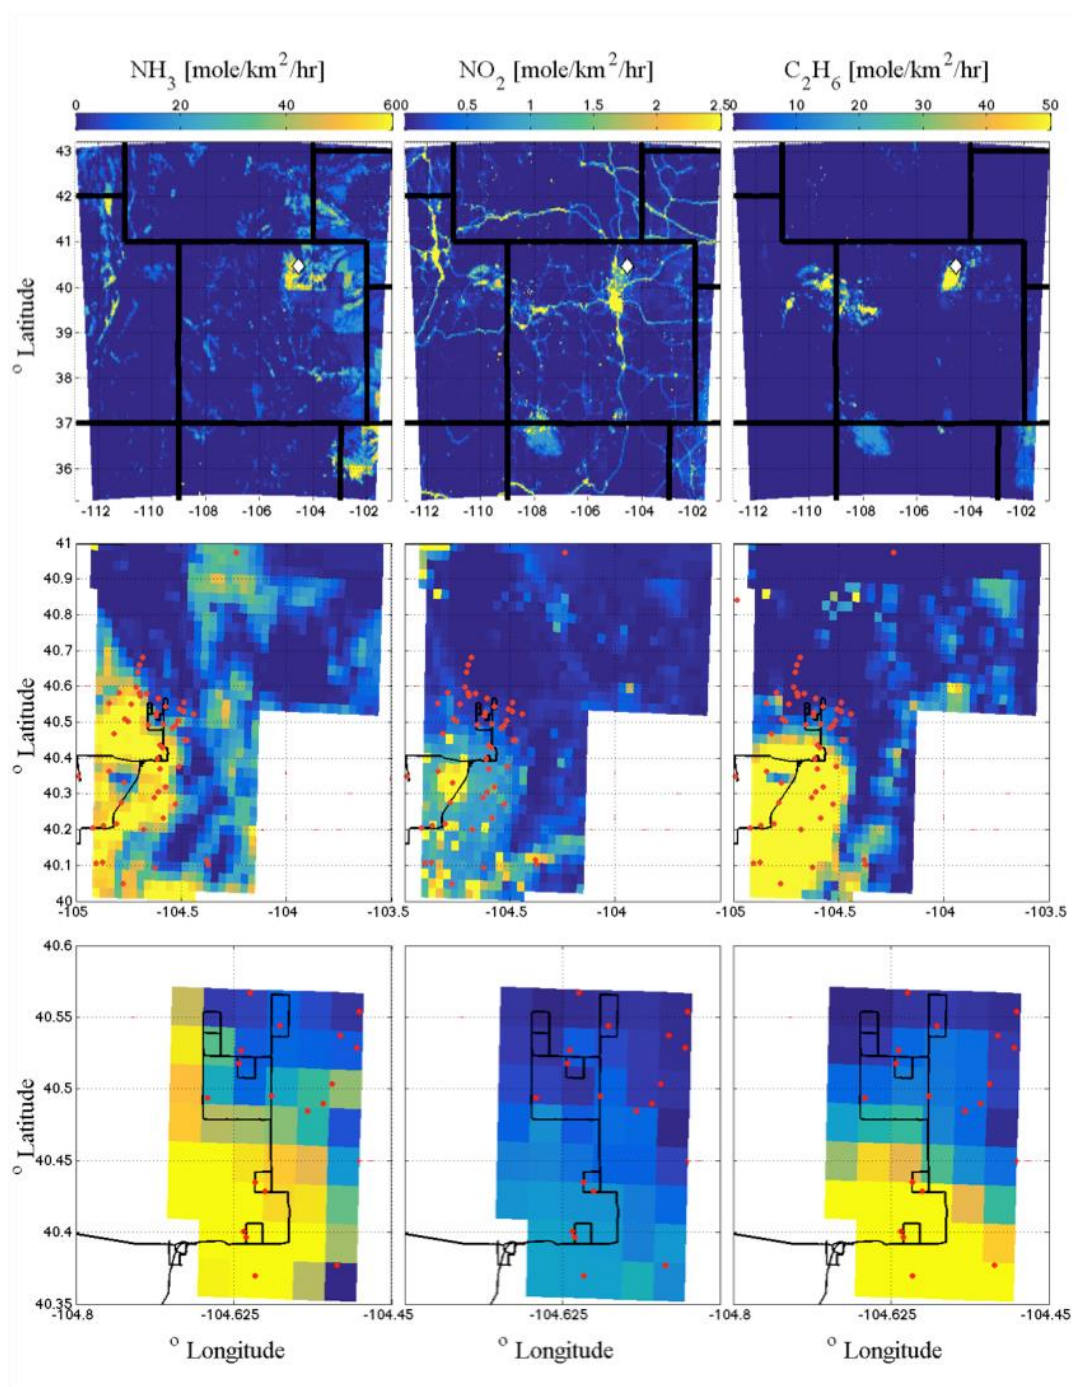 NH3 [mole/km2/hr] NO2 [mole/km2/hr] C2H6 [mole/km2/hr]
0 20 40 600 0.5 1 1.5 2 2.50 10 20 30 40 50
43
42
41
40
39
38
37
36
° Latitude
-112 -110 -108 -106 -104 -102 -112 -110 -108 -106 -104 -102 -112 -110 -108 -106 -104 -102
41
40.9
40.8
40.7
40.6
40.5
40.4
40.3
40.2
40.1
40
° Latitude
-105 -104.5 -104 -103.5 -104.5 -104 -105 -104.5 -104 -103.5
40.6
40.55
40.5
40.45
40.4
40.35
° Latitude
-104.8 -104.625 -104.45 -104.625 -104.8 -104.625 -104.45
° Longitude ° Longitude ° Longitude